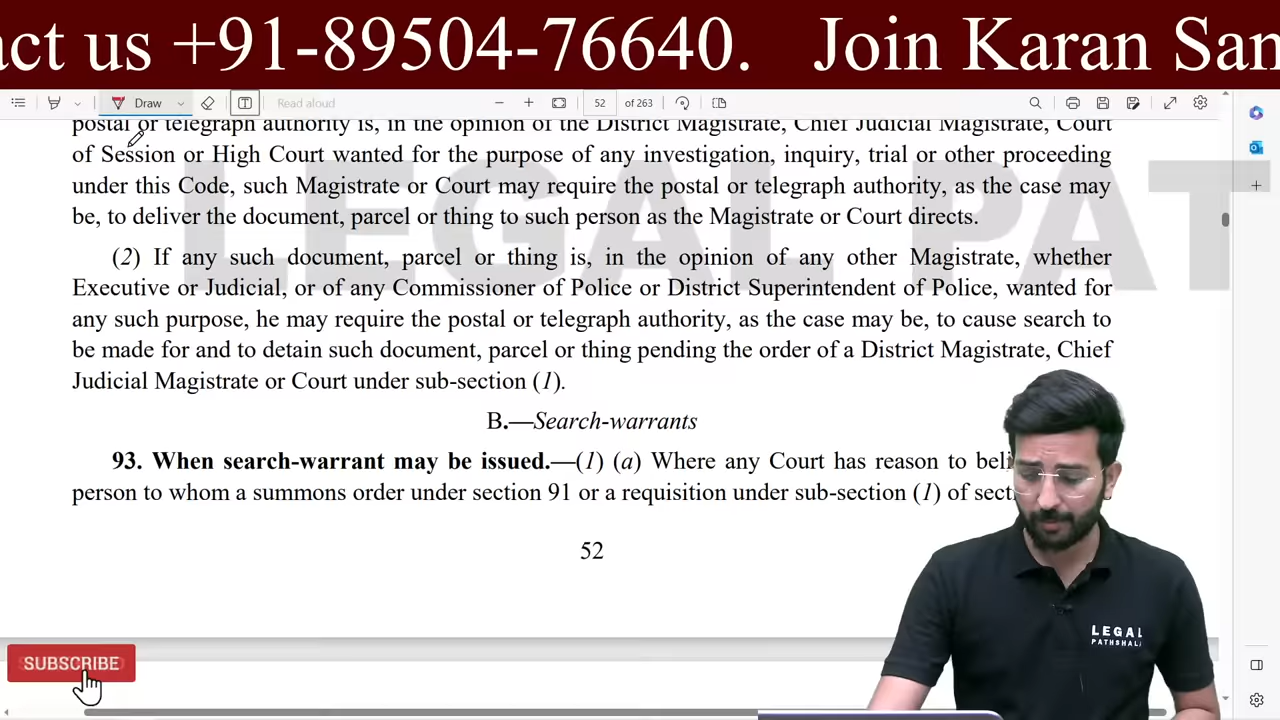 act us +91-89504-76640. Join Karan San
Draw
Read aloud
52 of 263
postal or telegraph authority is, in the opinion of the District Magistrate, Chief Judicial Magistrate, Court
of Session or High Court wanted for the purpose of any investigation, inquiry, trial or other proceeding
under this Code, such Magistrate or Court may require the postal or telegraph authority, as the case may
be, to deliver the document, parcel or thing to such person as the Magistrate or Court directs.
LEGAL PAT
(2) If any such document, parcel or thing is, in the opinion of any other Magistrate, whether
Executive or Judicial, or of any Commissioner of Police or District Superintendent of Police, wanted for
any such purpose, he may require the postal or telegraph authority, as the case may be, to cause search to
be made for and to detain such document, parcel or thing pending the order of a District Magistrate, Chief
Judicial Magistrate or Court under sub-section (1).
B.—Search-warrants
93. When search-warrant may be issued.—(1) (a) Where any Court has reason to beli
person to whom a summons order under section 91 or a requisition under sub-section (1) of sect
52
LEGAL
PATHSHALA
SUBSCRIBE